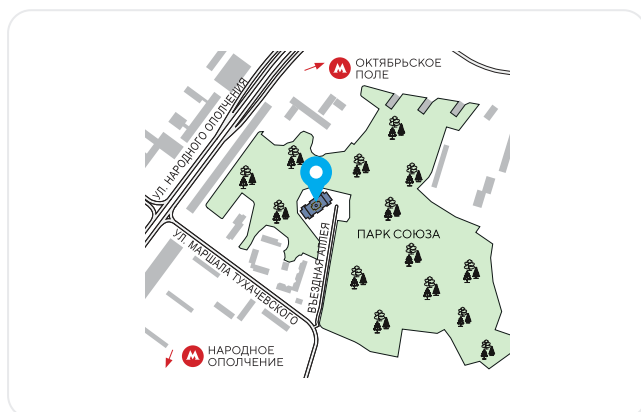 М ОКТЯБРЬСКОЕ
ПОЛЕ
УЛ. НАРОДНОГО ОПОЛЧЕНИЯ
ПАРК СОЮЗА
УЛ. МАРШАЛА ТУХАЧЕВСКОГО
ВЪЕЗДНАЯ АЛЛЕЯ
М НАРОДНОЕ
ОПОЛЧЕНИЕ